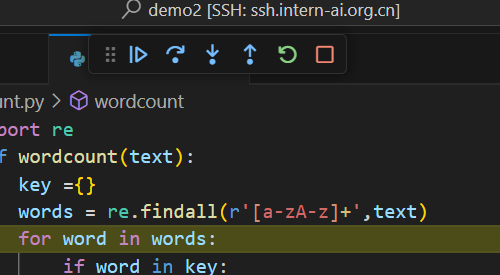 demo2 [SSH: ssh.intern-ai.org.cn]
unt.py > wordcount
port re
f wordcount(text):
key ={}
words = re.findall(r'[a-zA-z]+',text)
for word in words:
if word in key: